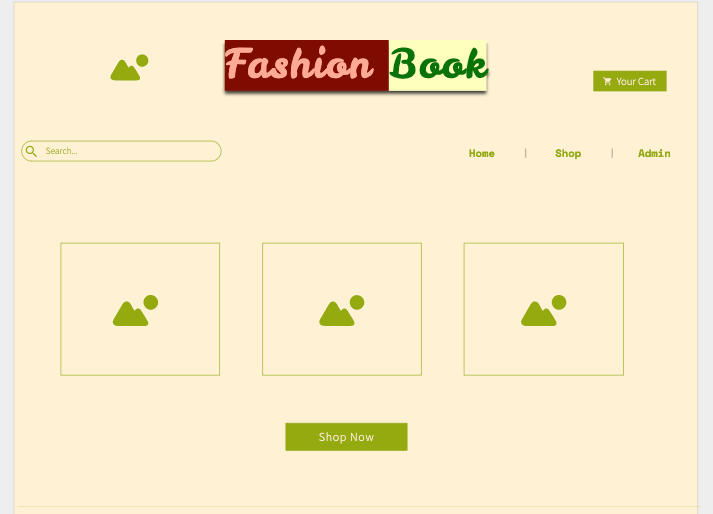 Fashion Book
Your Cart
Search...
Home | Shop | Admin
Shop Now